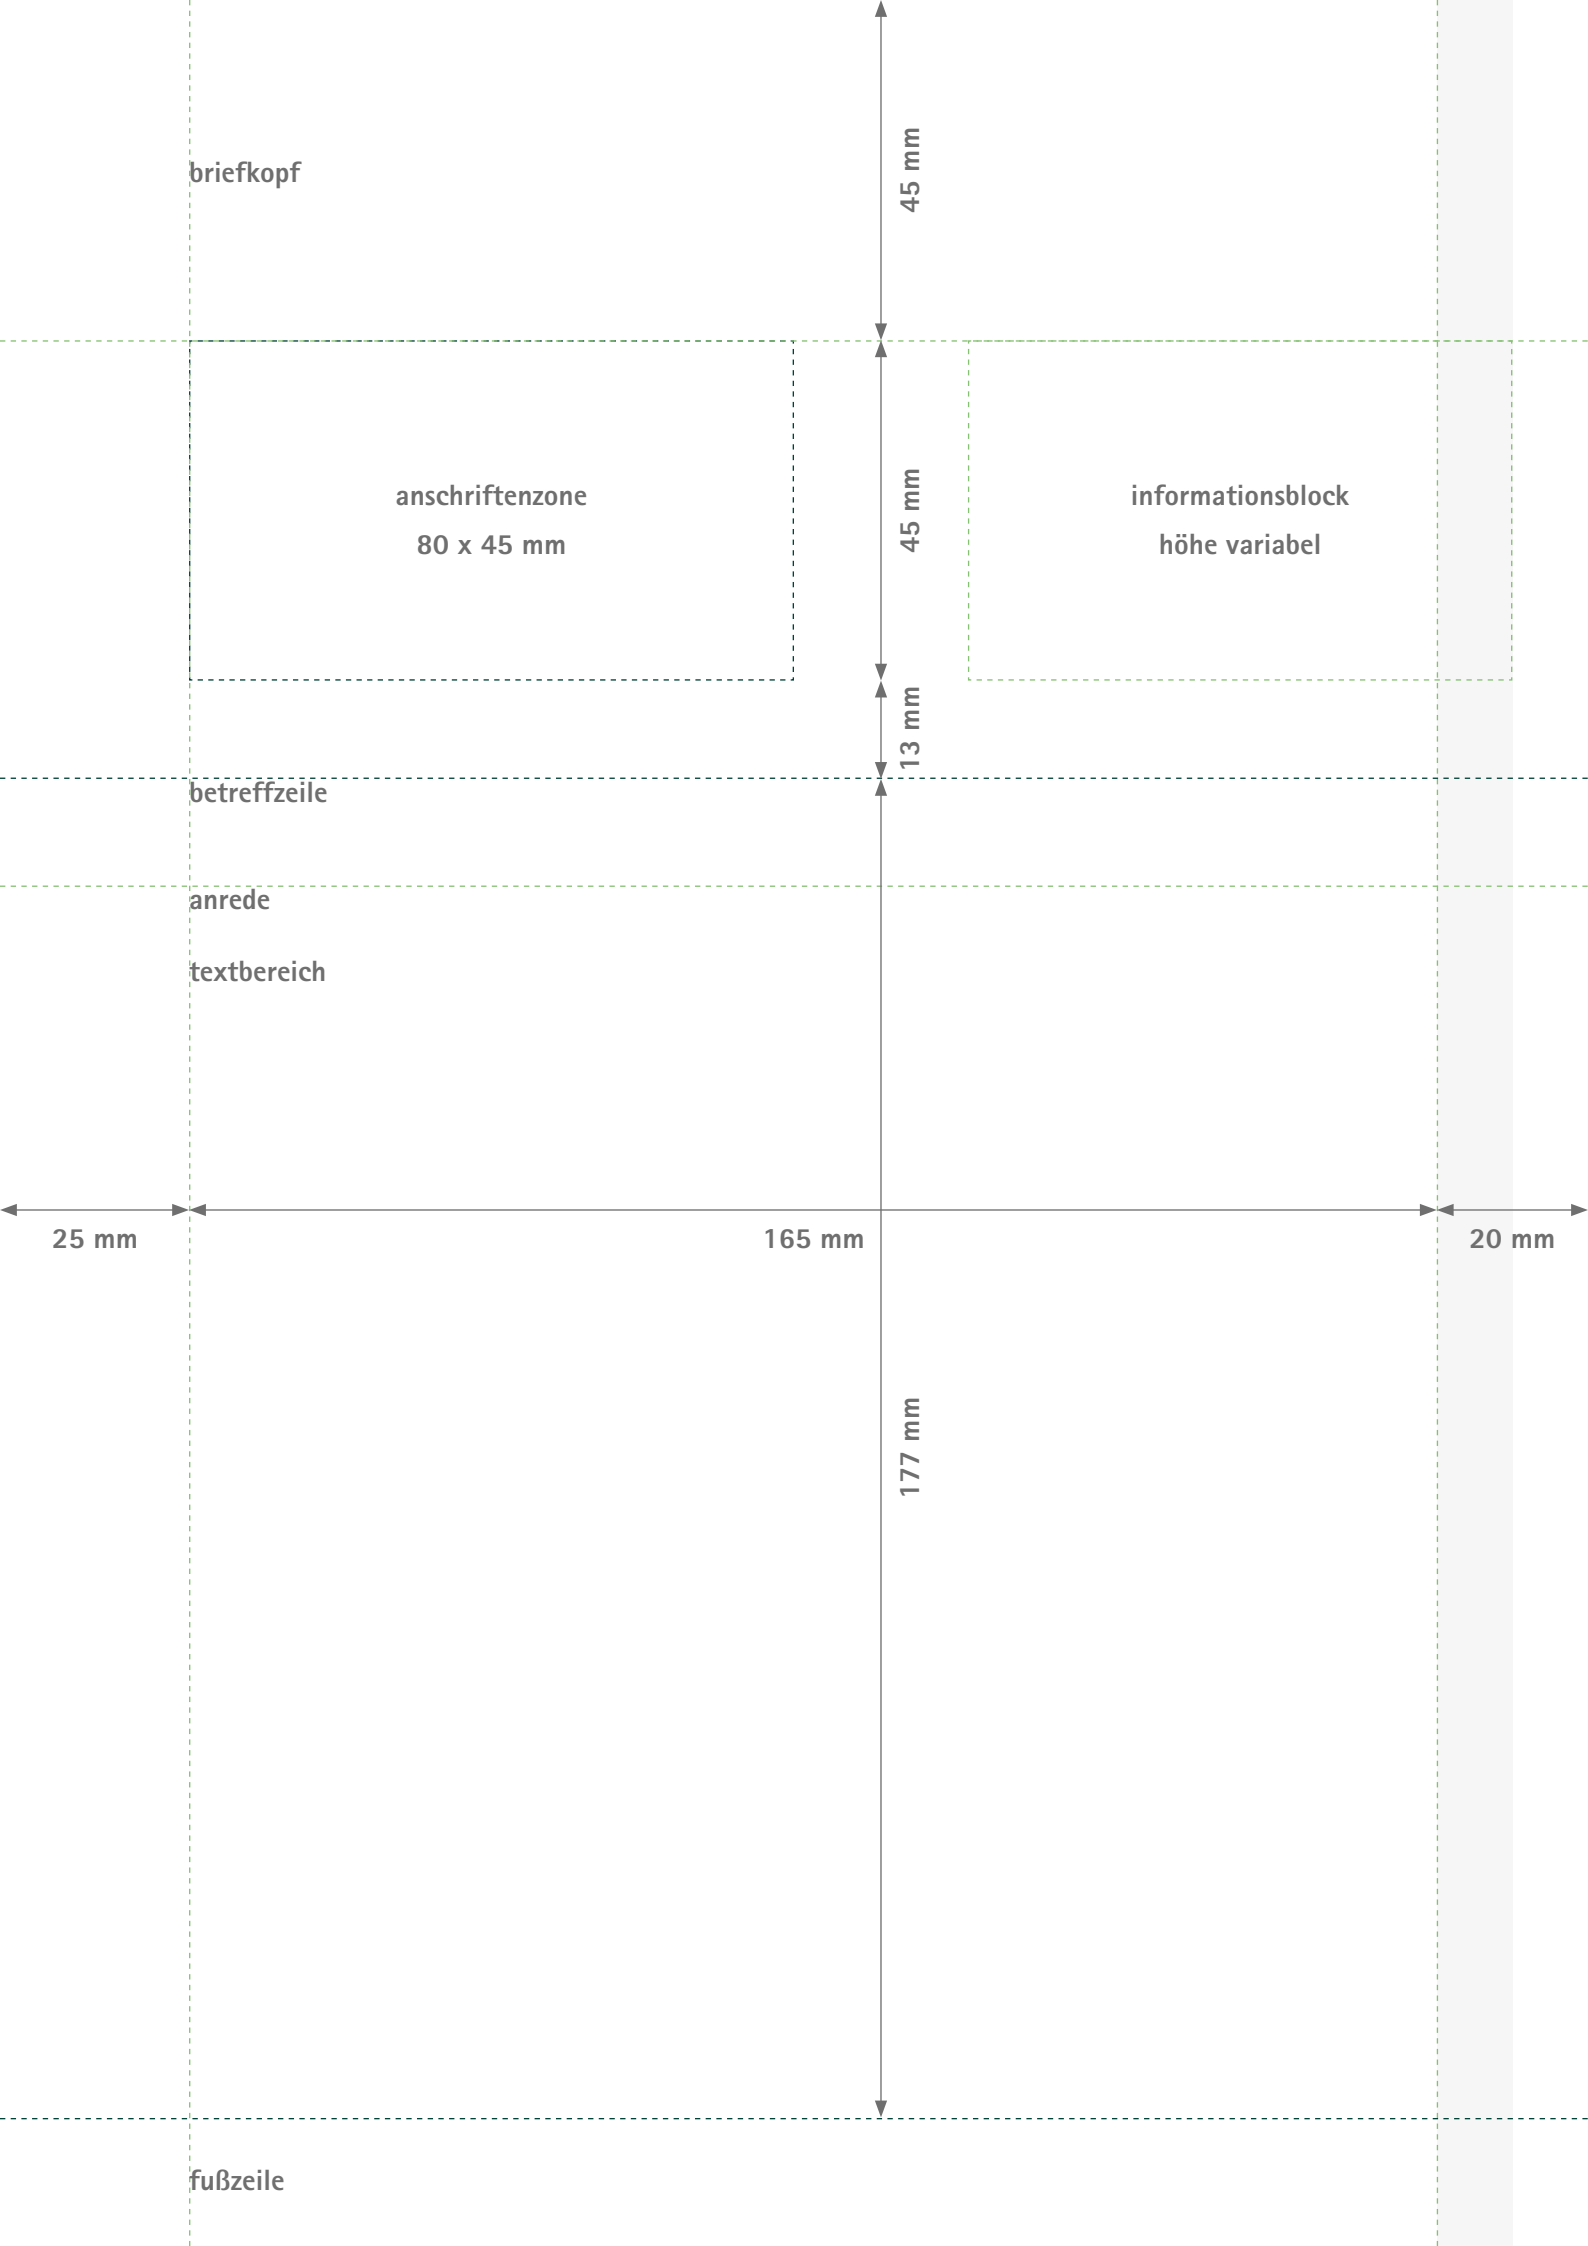 briefkopf
45 mm
anschriftenzone
80 x 45 mm
45 mm
informationsblock
höhe variabel
13 mm
betreffzeile
anrede
textbereich
25 mm
165 mm
20 mm
177 mm
fußzeile